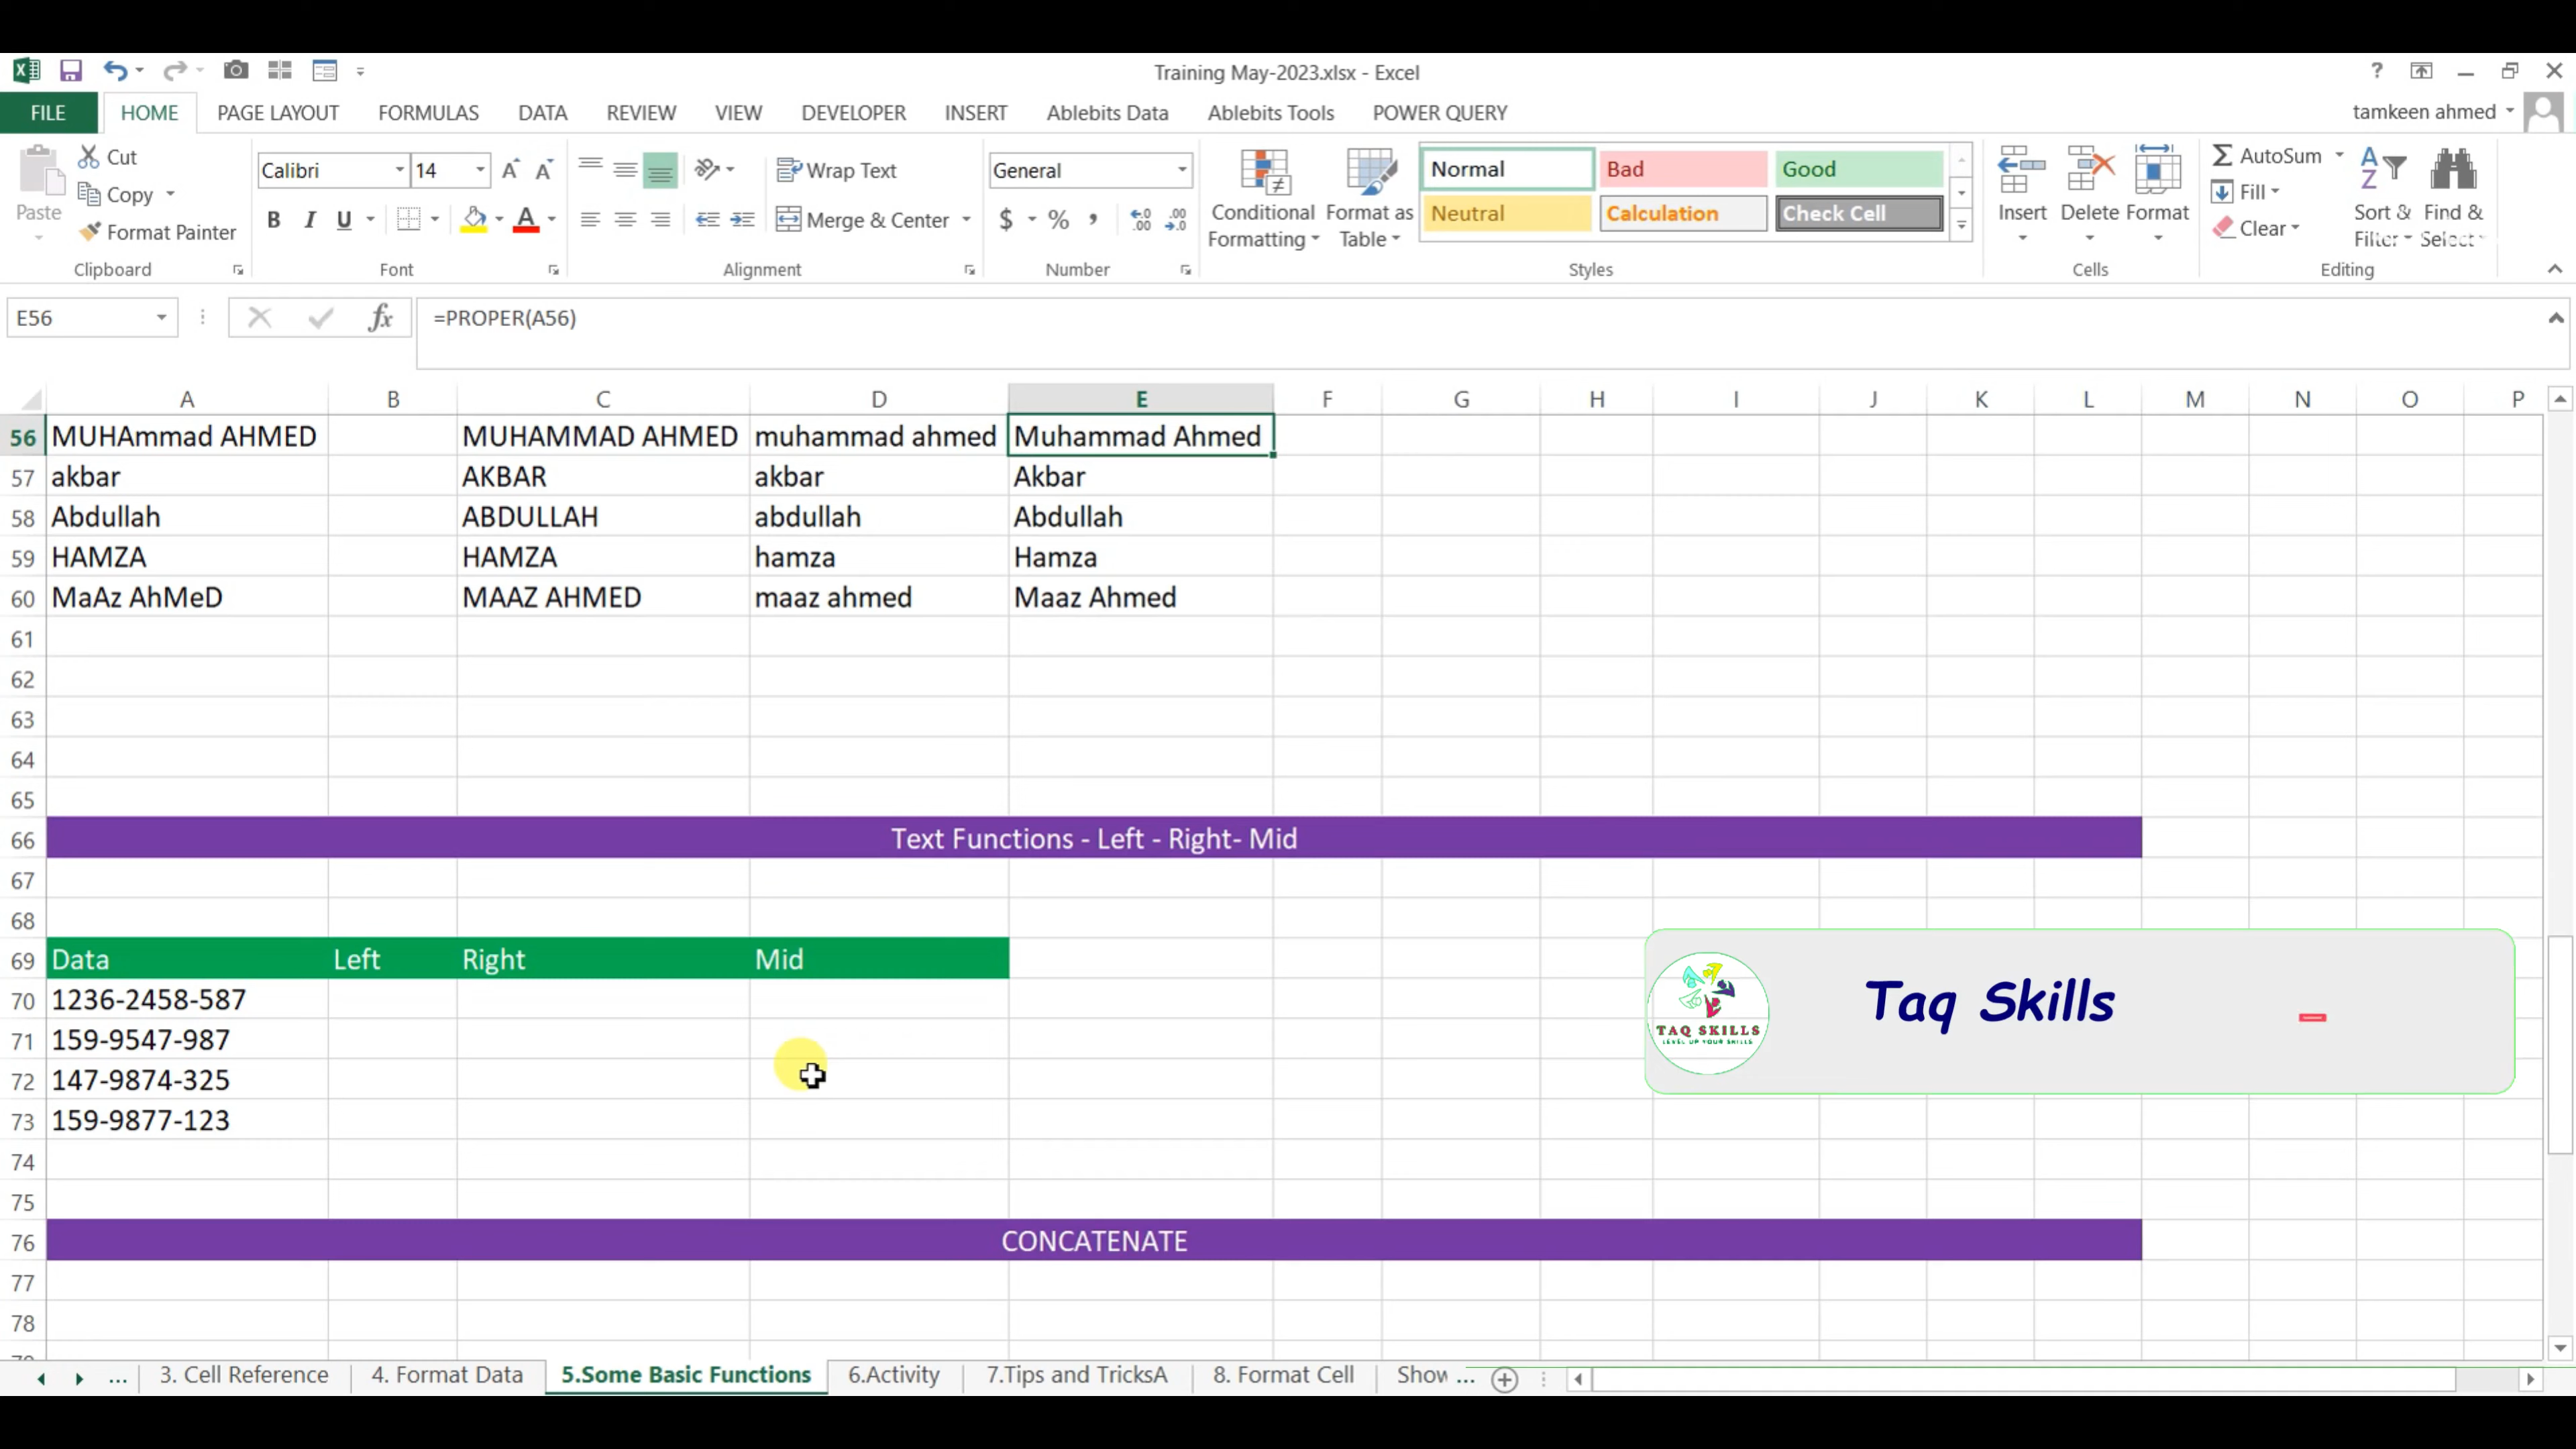 Training May-2023.xlsx - Excel
?
FILE HOME PAGE LAYOUT FORMULAS DATA REVIEW VIEW DEVELOPER INSERT Ablebits Data Ablebits Tools POWER QUERY tamkeen ahmed
Paste
Cut
Copy
Format Painter
Clipboard
Calibri 14
B I U
Font
Wrap Text
Merge & Center
Alignment
General
$ % ,
Number
Conditional Formatting
Format as Table
Normal Bad Good
Neutral Calculation Check Cell
Styles
Insert Delete Format
Cells
AutoSum
Fill
Clear
Sort & Filter
Find & Select
Editing
E56 fx =PROPER(A56)
A B C D E F G H I J K L M N O P
56 MUHAmmad AHMED MUHAMMAD AHMED muhammad ahmed Muhammad Ahmed
57 akbar AKBAR akbar Akbar
58 Abdullah ABDULLAH abdullah Abdullah
59 HAMZA HAMZA hamza Hamza
60 MaAz AhMeD MAAZ AHMED maaz ahmed Maaz Ahmed
61
62
63
64
65
66 Text Functions - Left - Right- Mid
67
68
69 Data Left Right Mid
70 1236-2458-587
71 159-9547-987
72 147-9874-325
73 159-9877-123
74
75
76 CONCATENATE
77
78
TAQ SKILLS
LEVEL UP YOUR SKILLS
Taq Skills
... 3. Cell Reference 4. Format Data 5.Some Basic Functions 6.Activity 7.Tips and TricksA 8. Format Cell Show ...